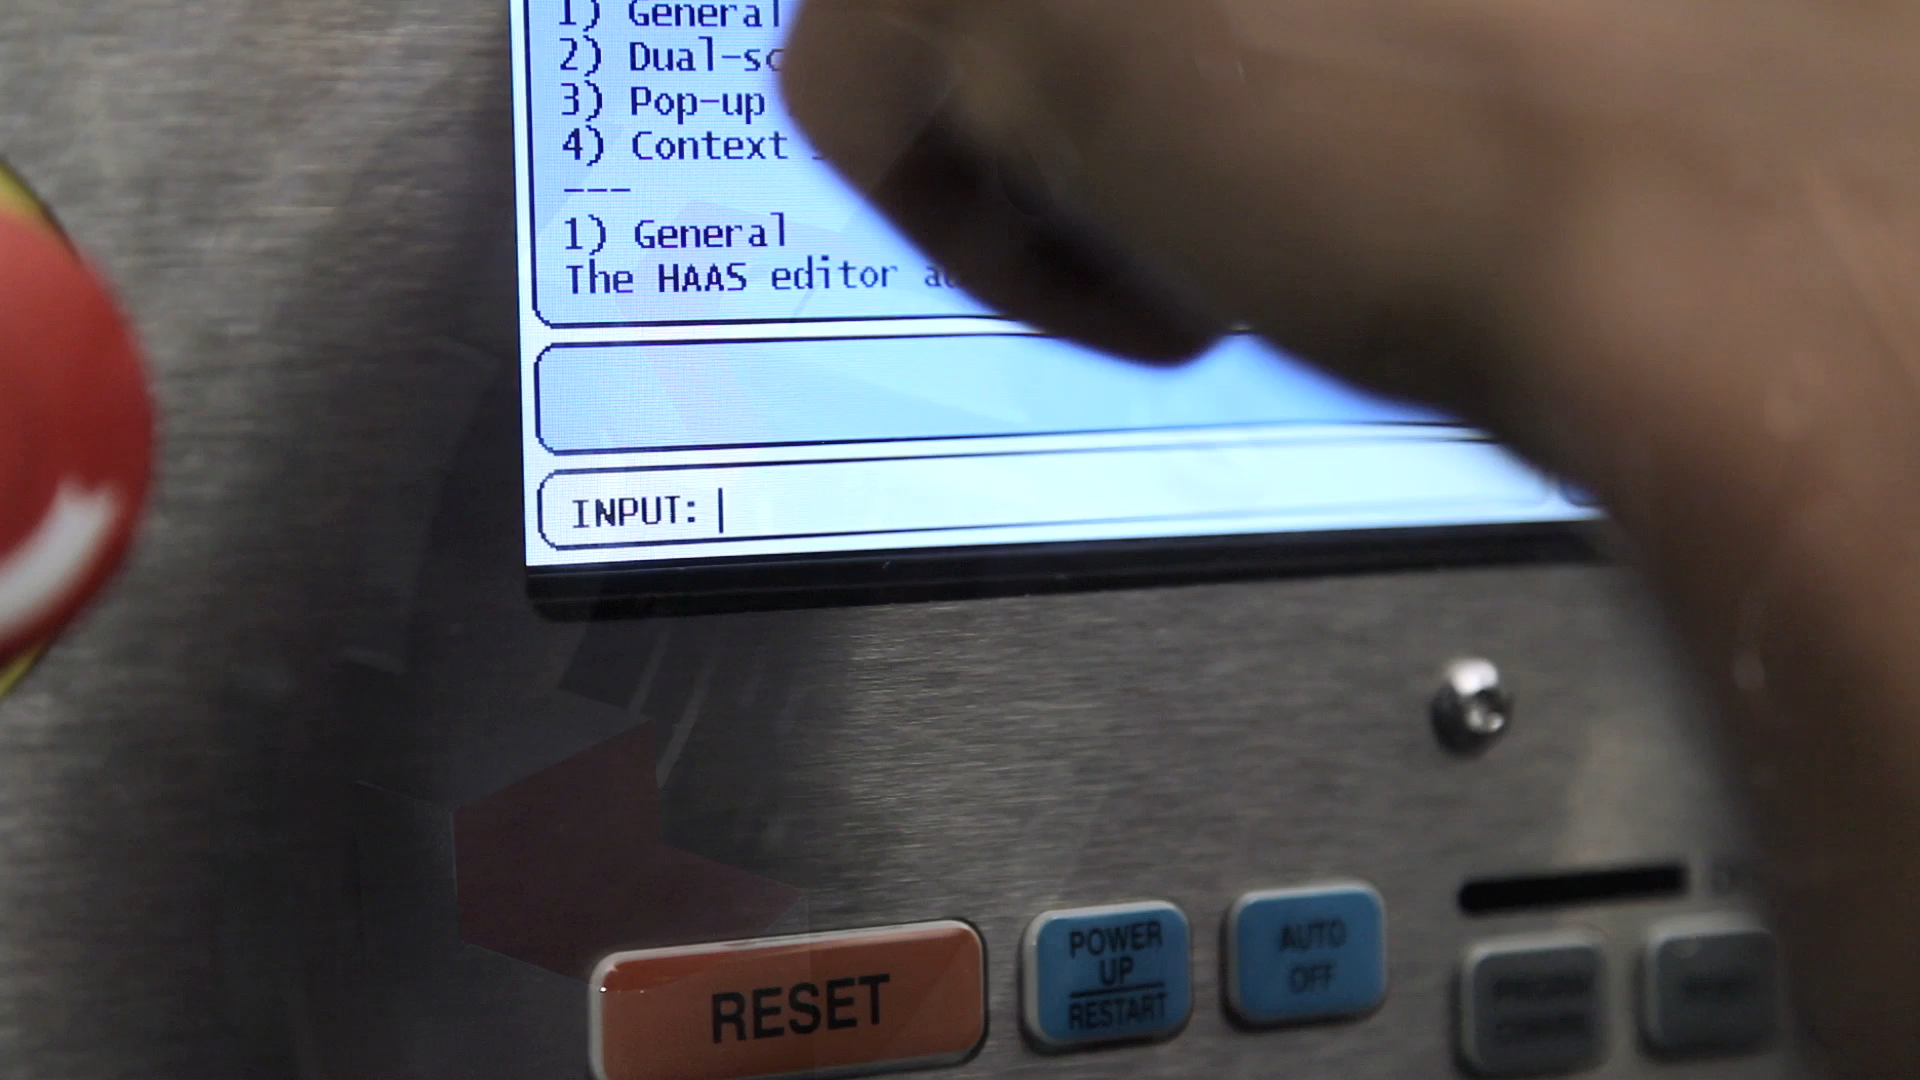 1) General
2) Dual-sc
3) Pop-up
4) Context
---
1) General
The HAAS editor
INPUT:
RESET
POWER
UP
RESTART
AUTO
OFF